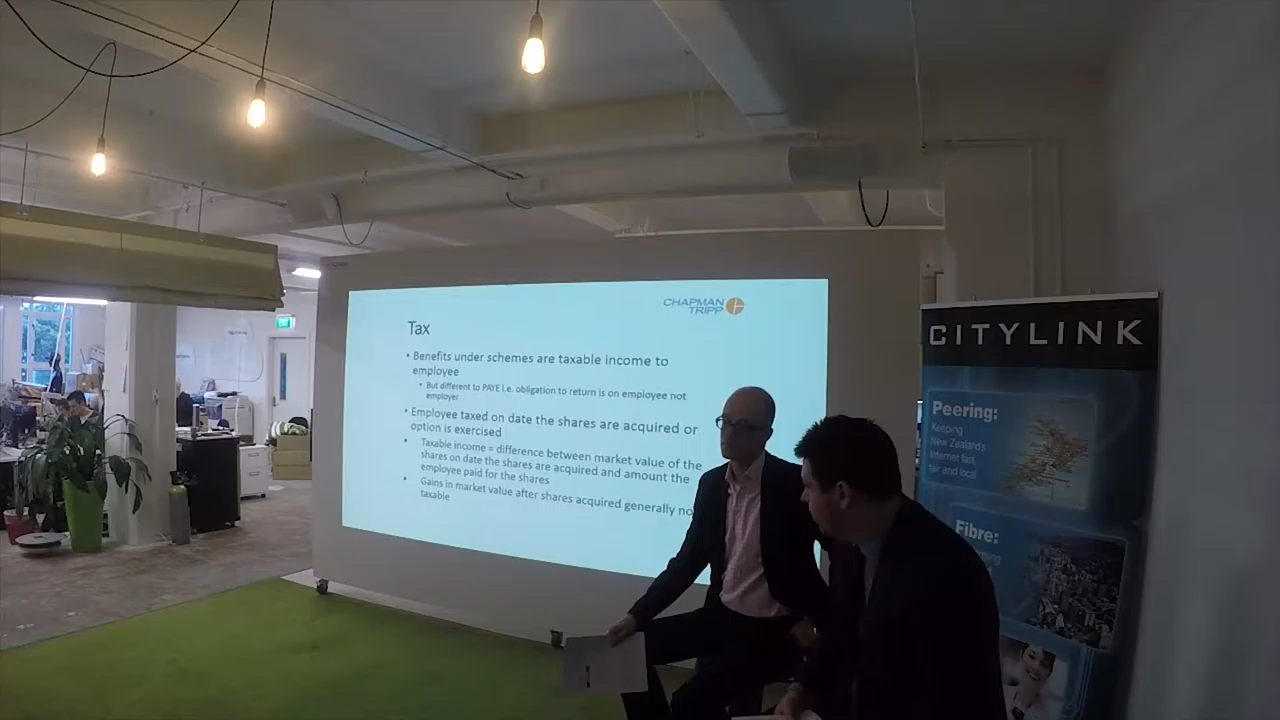 CHAPMAN
TRIPP
Tax
• Benefits under schemes are taxable income to
employee
• But different to PAYE i.e. obligation to return is on employee not
employer
• Employee taxed on date the shares are acquired or
option is exercised
• Taxable income = difference between market value of the
shares on date the shares are acquired and amount the
employee paid for the shares
• Gains in market value after shares acquired generally no
taxable
CITYLINK
Peering:
Keeping
New Zealand's
Internet fast,
fair and local
Fibre:
EXIT